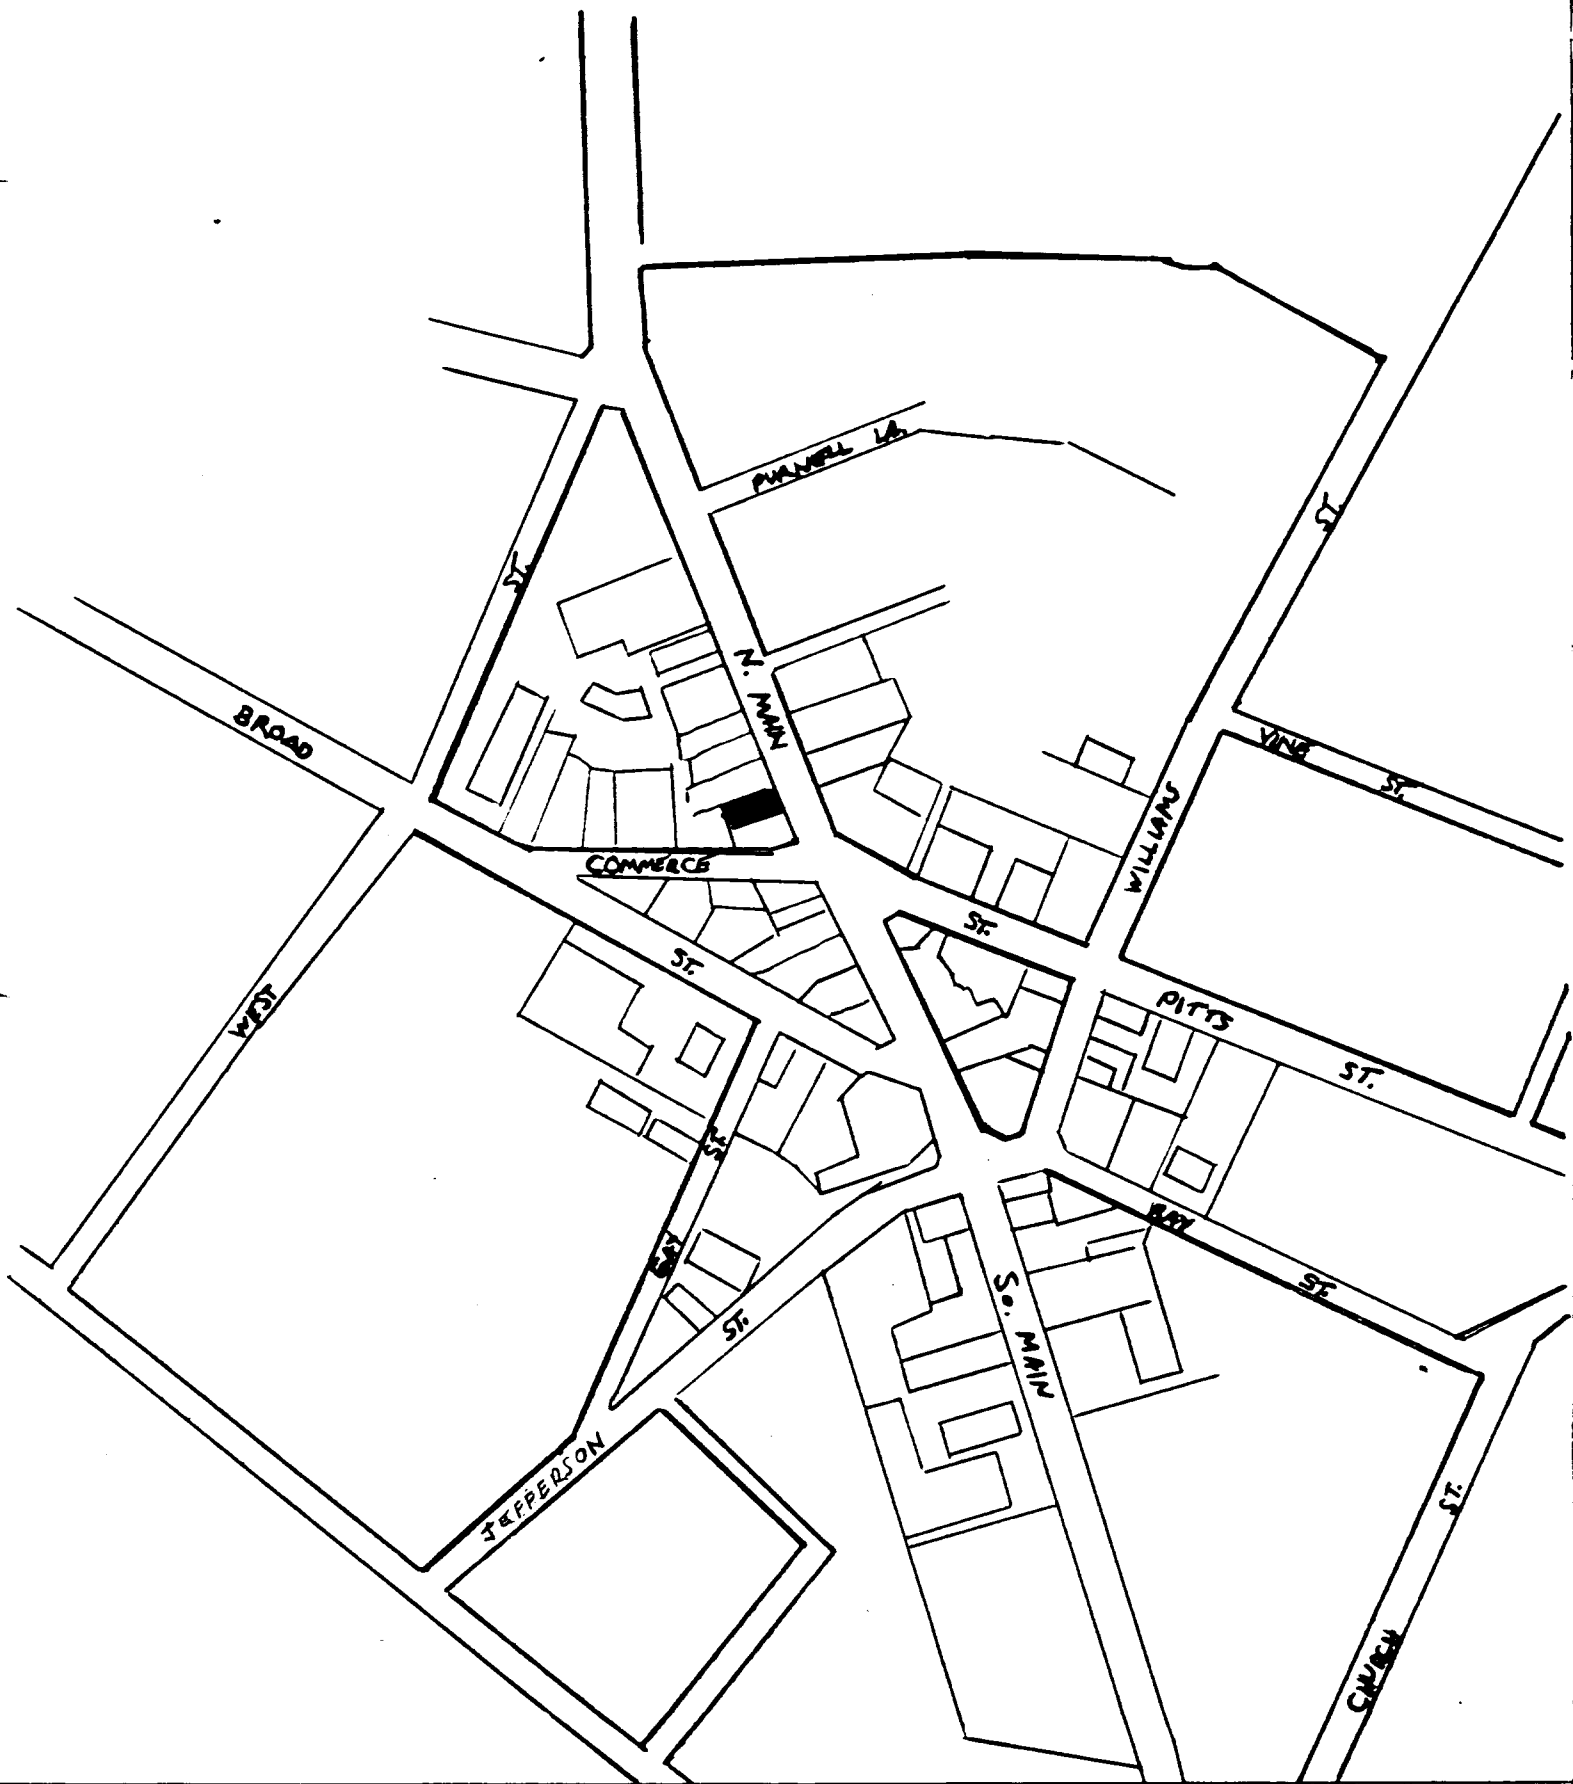 PURNELL LA.
ST.
ST.
N. MAIN
BROAD
VINE ST.
WILLIAMS
COMMERCE
ST.
ST.
WEST
PITTS ST.
ST.
BAY ST.
GAY
So. MAIN
ST.
JEFFERSON
ST.
CHURCH